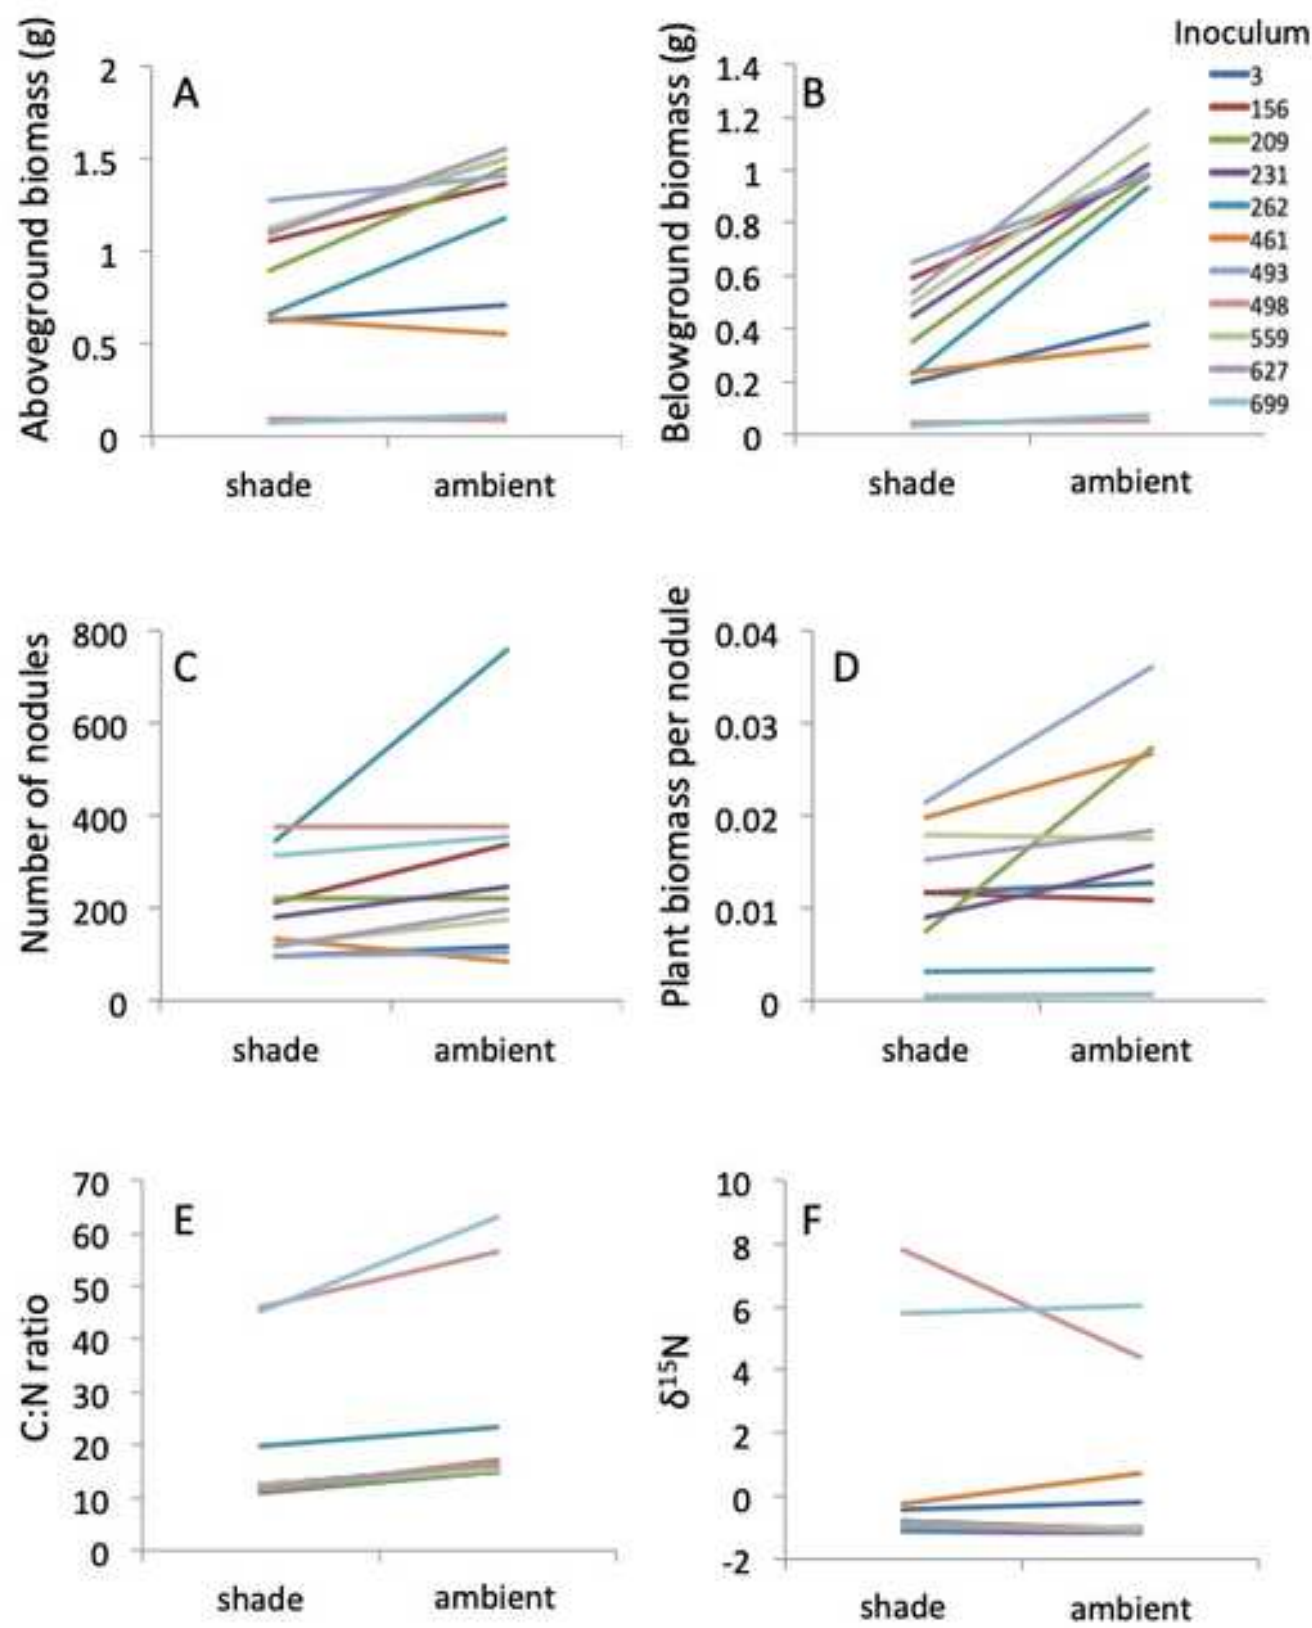 Aboveground biomass (g)
2
1.5
1
0.5
0
A
shade
ambient
Belowground biomass (g)
1.4
1.2
1
0.8
0.6
0.4
0.2
0
B
shade
ambient
Inoculum
3
156
209
231
262
461
493
498
559
627
699
Number of nodules
800
600
400
200
0
C
shade
ambient
Plant biomass per nodule
0.04
0.03
0.02
0.01
0
D
shade
ambient
C:N ratio
70
60
50
40
30
20
10
0
E
shade
ambient
δ¹⁵N
10
8
6
4
2
0
-2
F
shade
ambient